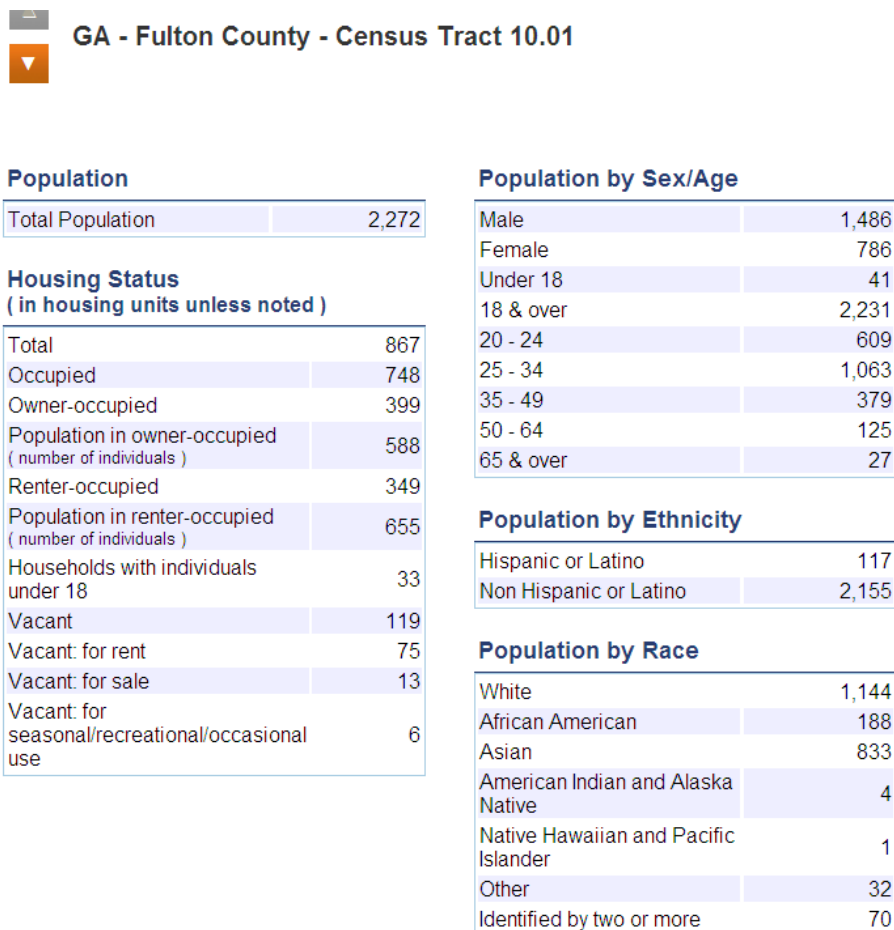 GA - Fulton County - Census Tract 10.01
Population
Total Population 2,272
Housing Status
( in housing units unless noted )
Total 867
Occupied 748
Owner-occupied 399
Population in owner-occupied
( number of individuals ) 588
Renter-occupied 349
Population in renter-occupied
( number of individuals ) 655
Households with individuals
under 18 33
Vacant 119
Vacant: for rent 75
Vacant: for sale 13
Vacant: for
seasonal/recreational/occasional 6
use
Population by Sex/Age
Male 1,486
Female 786
Under 18 41
18 & over 2,231
20 - 24 609
25 - 34 1,063
35 - 49 379
50 - 64 125
65 & over 27
Population by Ethnicity
Hispanic or Latino 117
Non Hispanic or Latino 2,155
Population by Race
White 1,144
African American 188
Asian 833
American Indian and Alaska
Native 4
Native Hawaiian and Pacific
Islander 1
Other 32
Identified by two or more 70